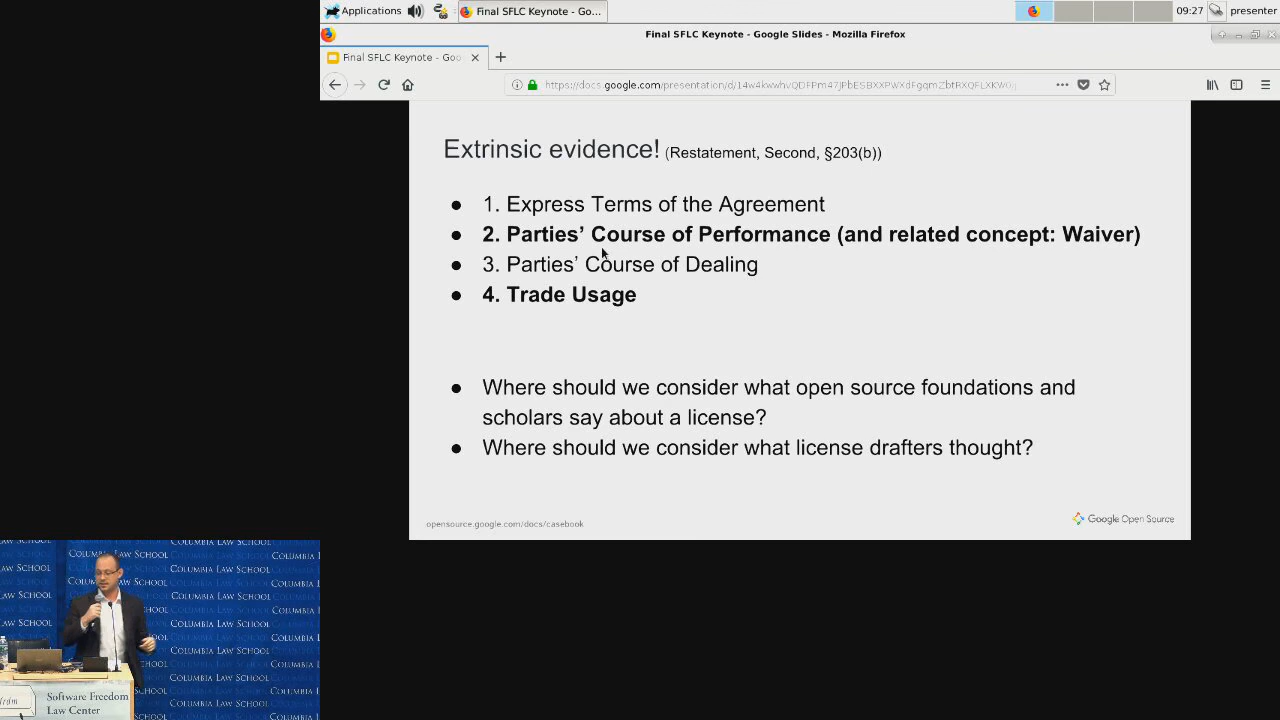 Applications
Final SFLC Keynote - Go...
09:27
presenter
Final SFLC Keynote - Google Slides - Mozilla Firefox
Final SFLC Keynote - Goo
Extrinsic evidence! (Restatement, Second, §203(b))
● 1. Express Terms of the Agreement
● 2. Parties’ Course of Performance (and related concept: Waiver)
● 3. Parties’ Course of Dealing
● 4. Trade Usage
● Where should we consider what open source foundations and
scholars say about a license?
● Where should we consider what license drafters thought?
opensource.google.com/docs/casebook
Google Open Source
COLUMBIA LAW SCHOOL
Software Freedom
Law Center